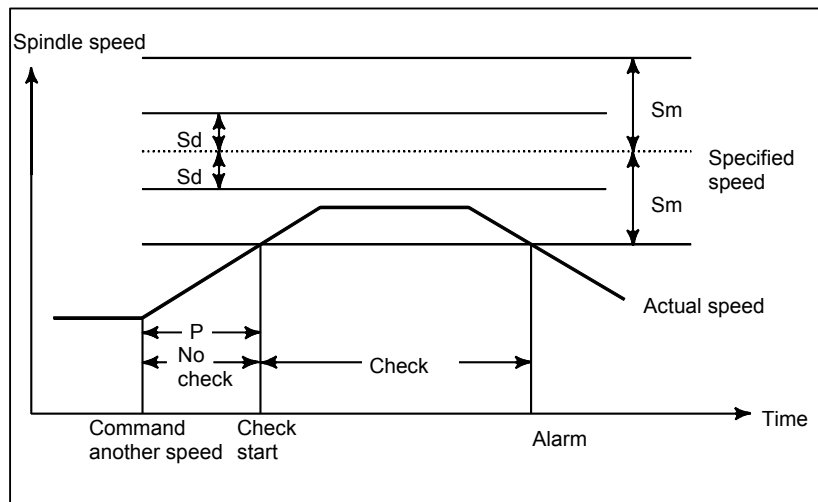 Spindle speed
Sm
Sd
Sd
Specified
speed
Sm
Actual speed
P
No
check
Check
Time
Command
another speed
Check
start
Alarm